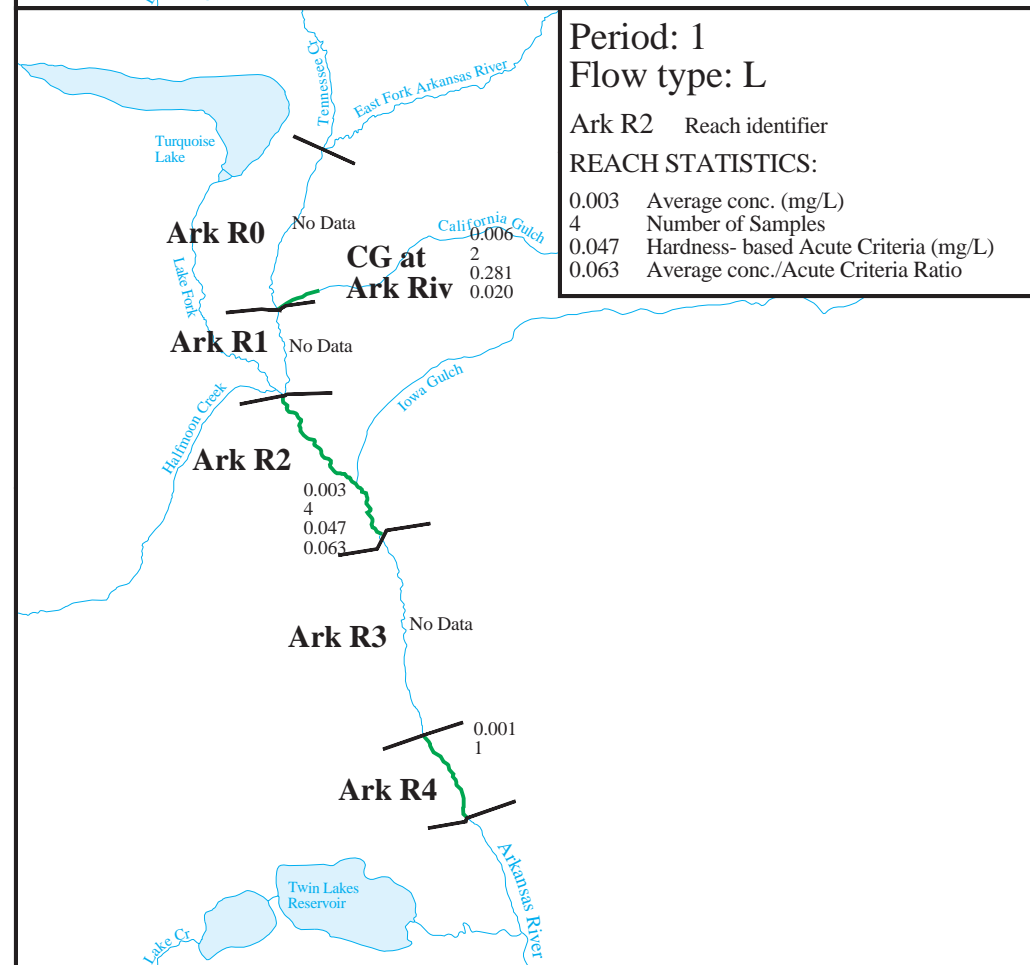 Period: 1
Flow type: L
Ark R2 Reach identifier
REACH STATISTICS:
0.003 Average conc. (mg/L)
4 Number of Samples
0.047 Hardness- based Acute Criteria (mg/L)
0.063 Average conc./Acute Criteria Ratio
Tennessee Cr
East Fork Arkansas River
Turquoise
Lake
Ark R0
No Data
California Gulch
CG at
Ark Riv
0.006
2
0.281
0.020
Lake Fork
Ark R1
No Data
Iowa Gulch
Halfmoon Creek
Ark R2
0.003
4
0.047
0.063
Ark R3
No Data
0.001
1
Ark R4
Arkansas River
Twin Lakes
Reservoir
Lake Cr